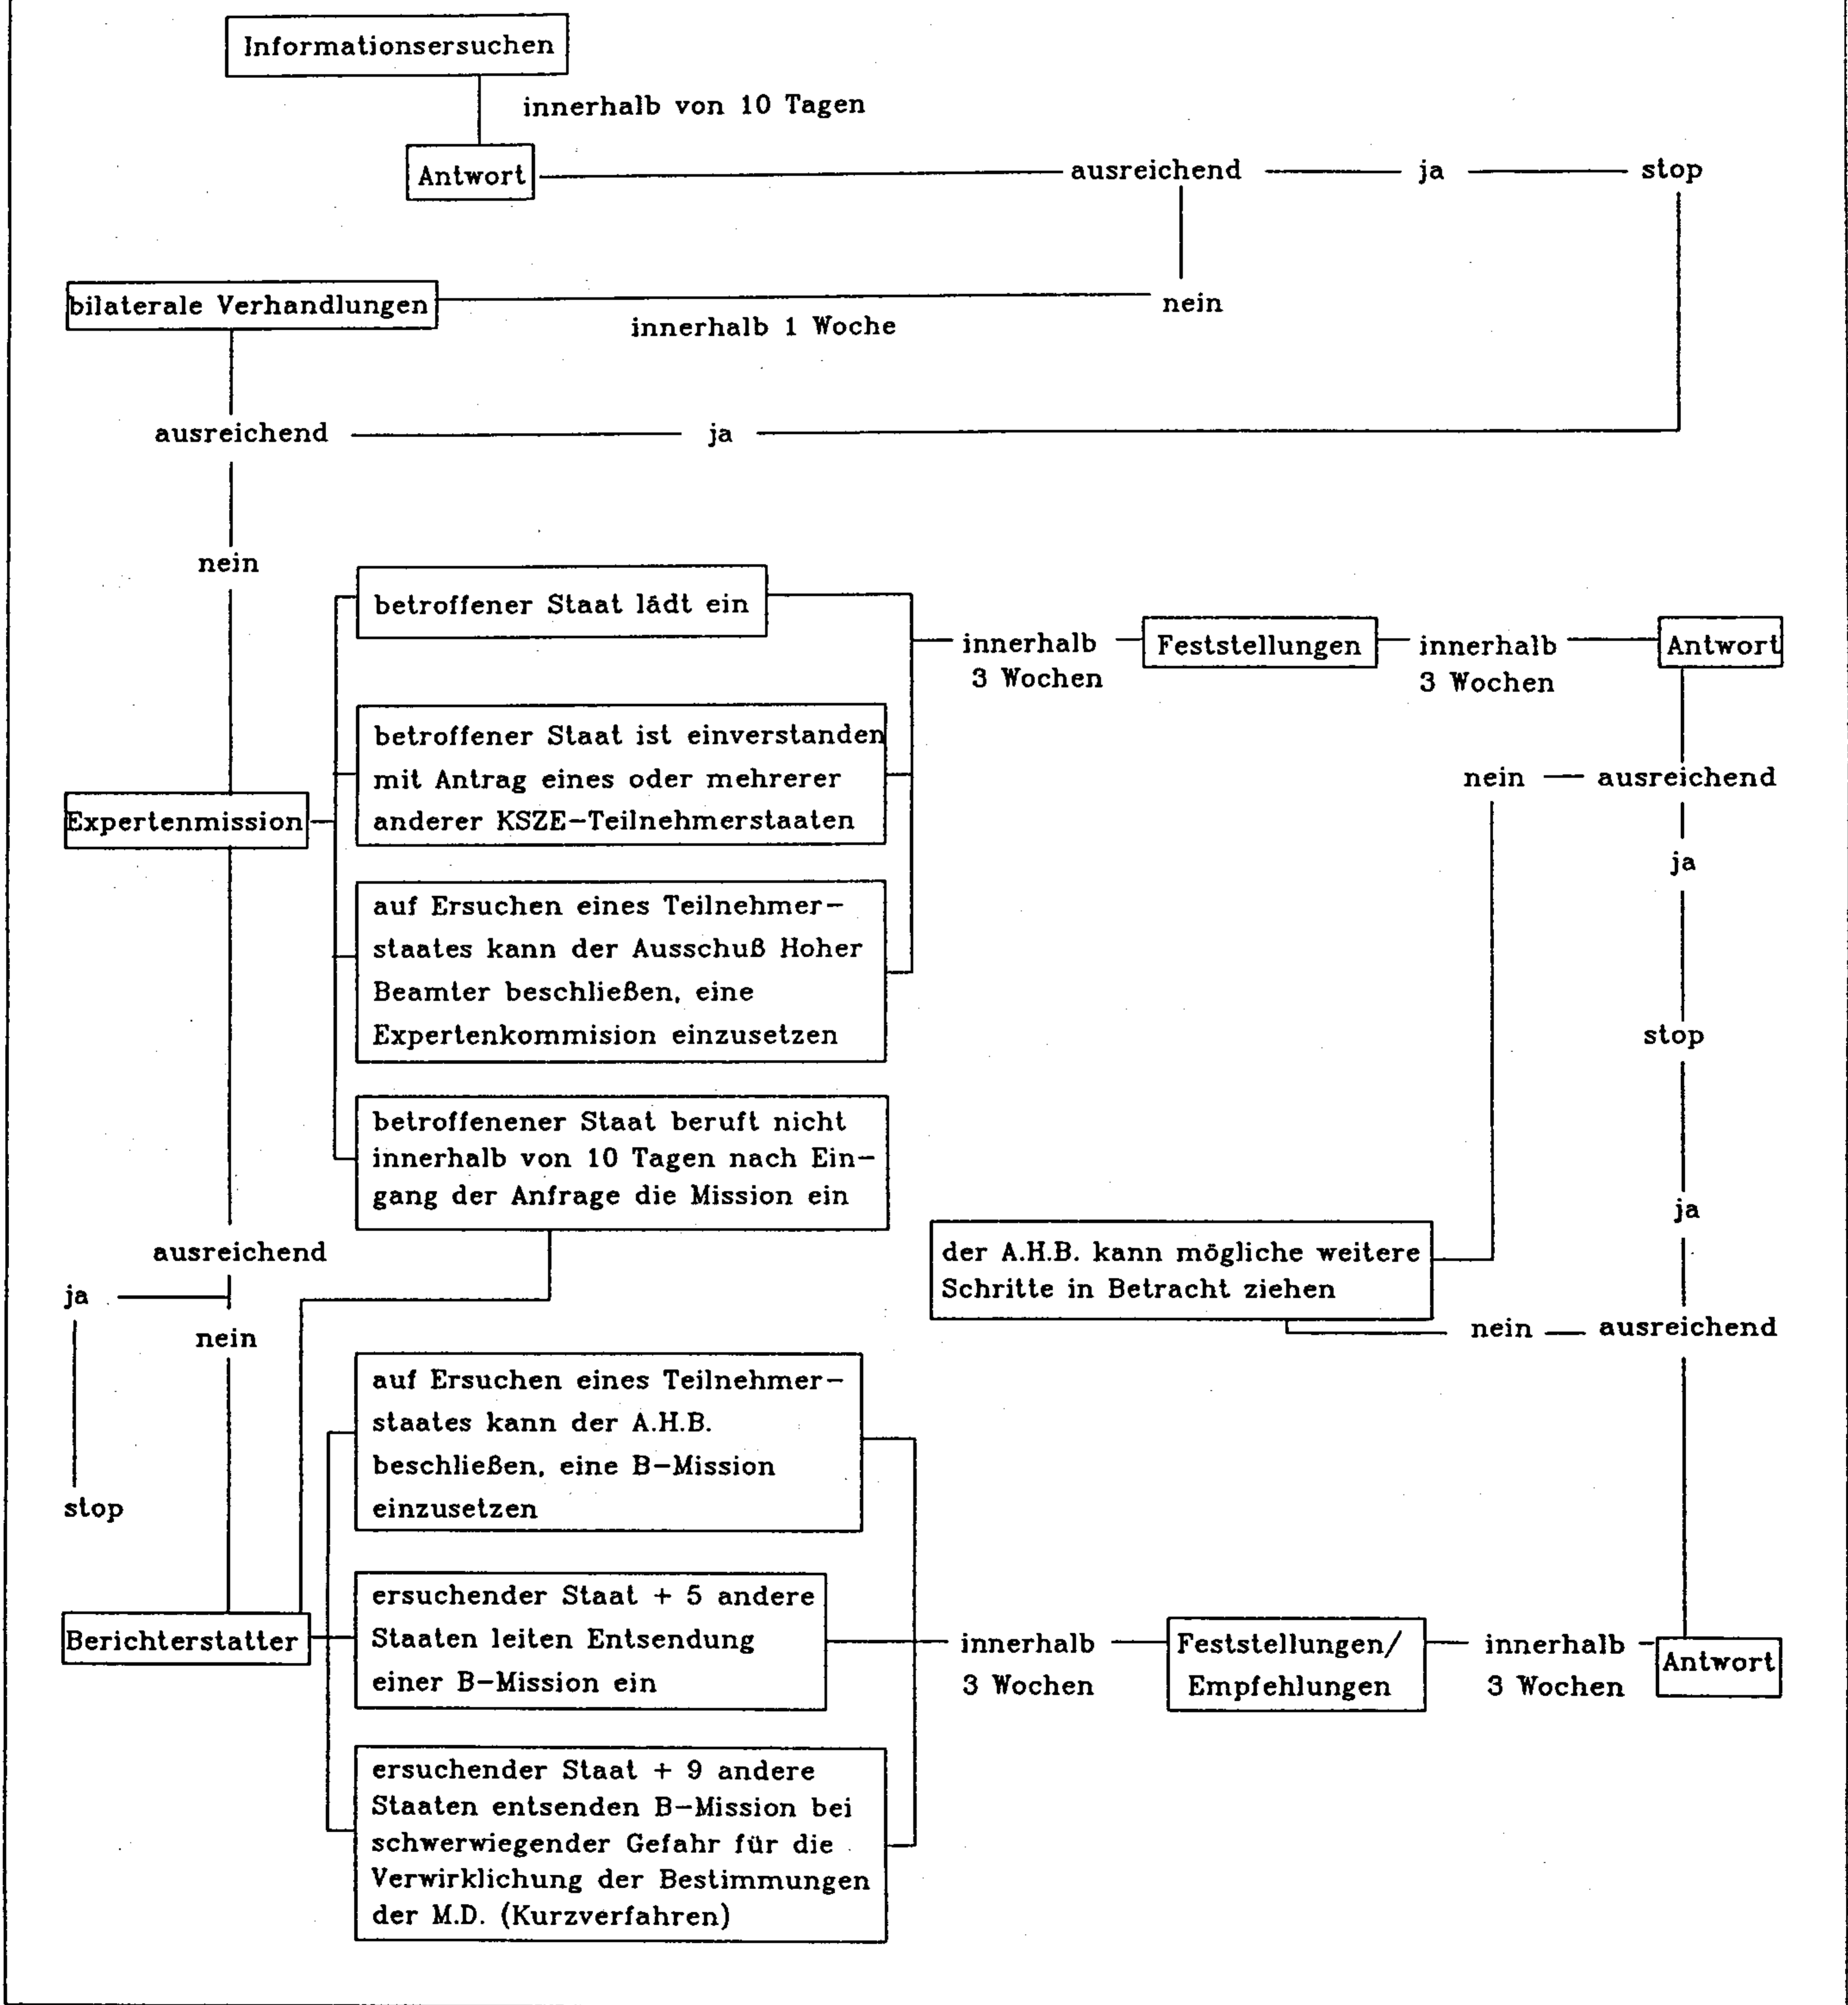 Informationsersuchen
innerhalb von 10 Tagen
Antwort
ausreichend
ja
stop
bilaterale Verhandlungen
innerhalb 1 Woche
nein
ausreichend
ja
nein
betroffener Staat lädt ein
innerhalb
3 Wochen
Feststellungen
innerhalb
3 Wochen
Antwort
betroffener Staat ist einverstanden
mit Antrag eines oder mehrerer
anderer KSZE-Teilnehmerstaaten
nein
ausreichend
Expertenmission
ja
auf Ersuchen eines Teilnehmer-
staates kann der Ausschuß Hoher
Beamter beschließen, eine
Expertenkommision einzusetzen
stop
betroffenener Staat beruft nicht
innerhalb von 10 Tagen nach Ein-
gang der Anfrage die Mission ein
ja
ausreichend
der A.H.B. kann mögliche weitere
Schritte in Betracht ziehen
ja
nein
nein
ausreichend
auf Ersuchen eines Teilnehmer-
staates kann der A.H.B.
beschließen, eine B-Mission
einzusetzen
stop
ersuchender Staat + 5 andere
Staaten leiten Entsendung
einer B-Mission ein
Berichterstatter
innerhalb
3 Wochen
Feststellungen/
Empfehlungen
innerhalb
3 Wochen
Antwort
ersuchender Staat + 9 andere
Staaten entsenden B-Mission bei
schwerwiegender Gefahr für die
Verwirklichung der Bestimmungen
der M.D. (Kurzverfahren)